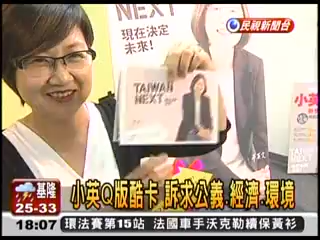 民視新聞台
TAIWAN
NEXT
現在決定
未來!
TAIWAN
NEXT
小英
小英Q版酷卡 訴求公義.經濟.環境
基隆
25-33
18:07
環法賽第15站 法國車手沃克勒續保黃衫